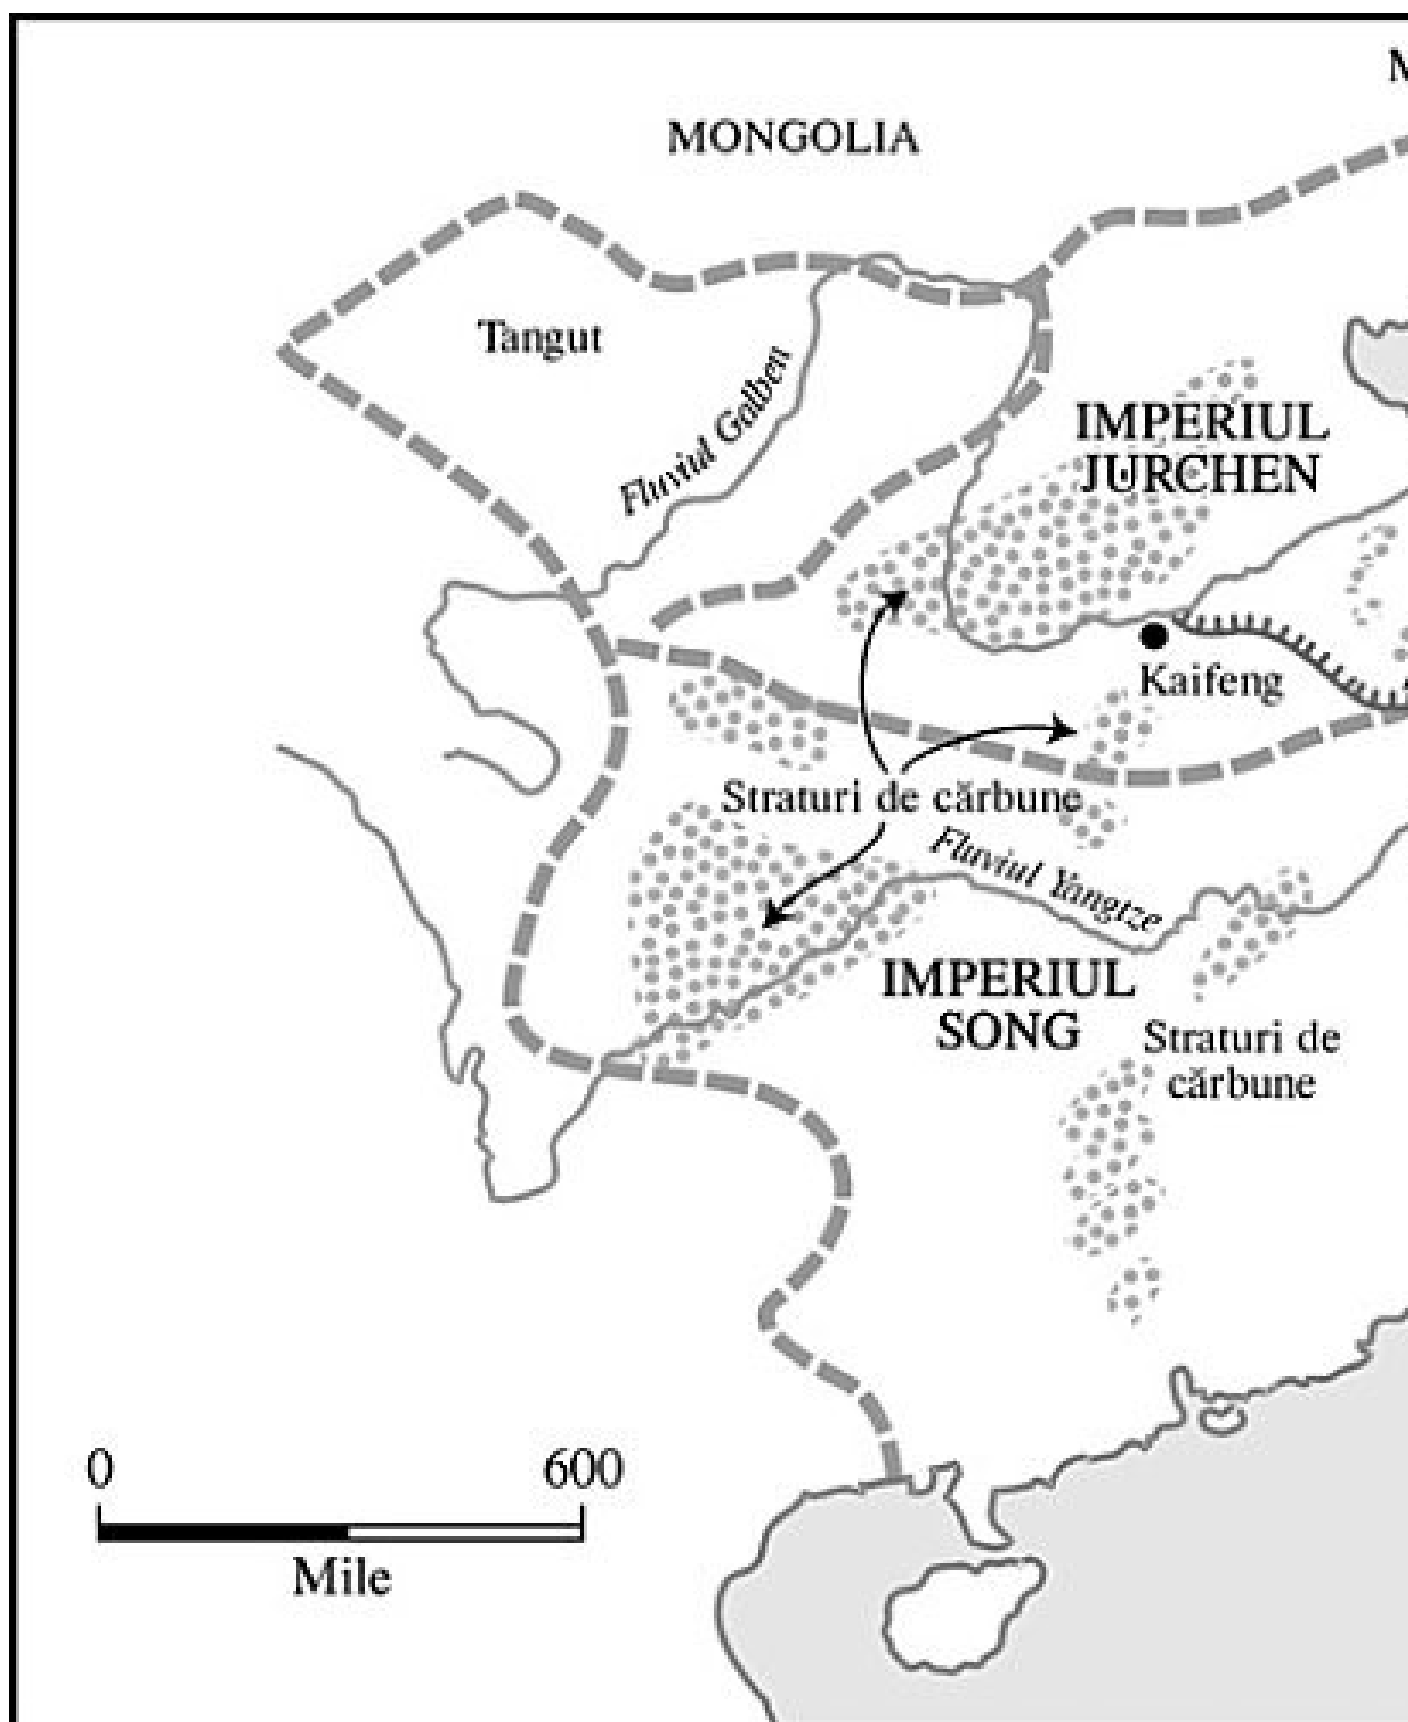 M
MONGOLIA
Tangut
Fluviul Galben
IMPERIUL
JURCHEN
Kaifeng
Straturi de cărbune
Fluviul Yangtze
IMPERIUL
SONG
Straturi de
cărbune
0 600
Mile